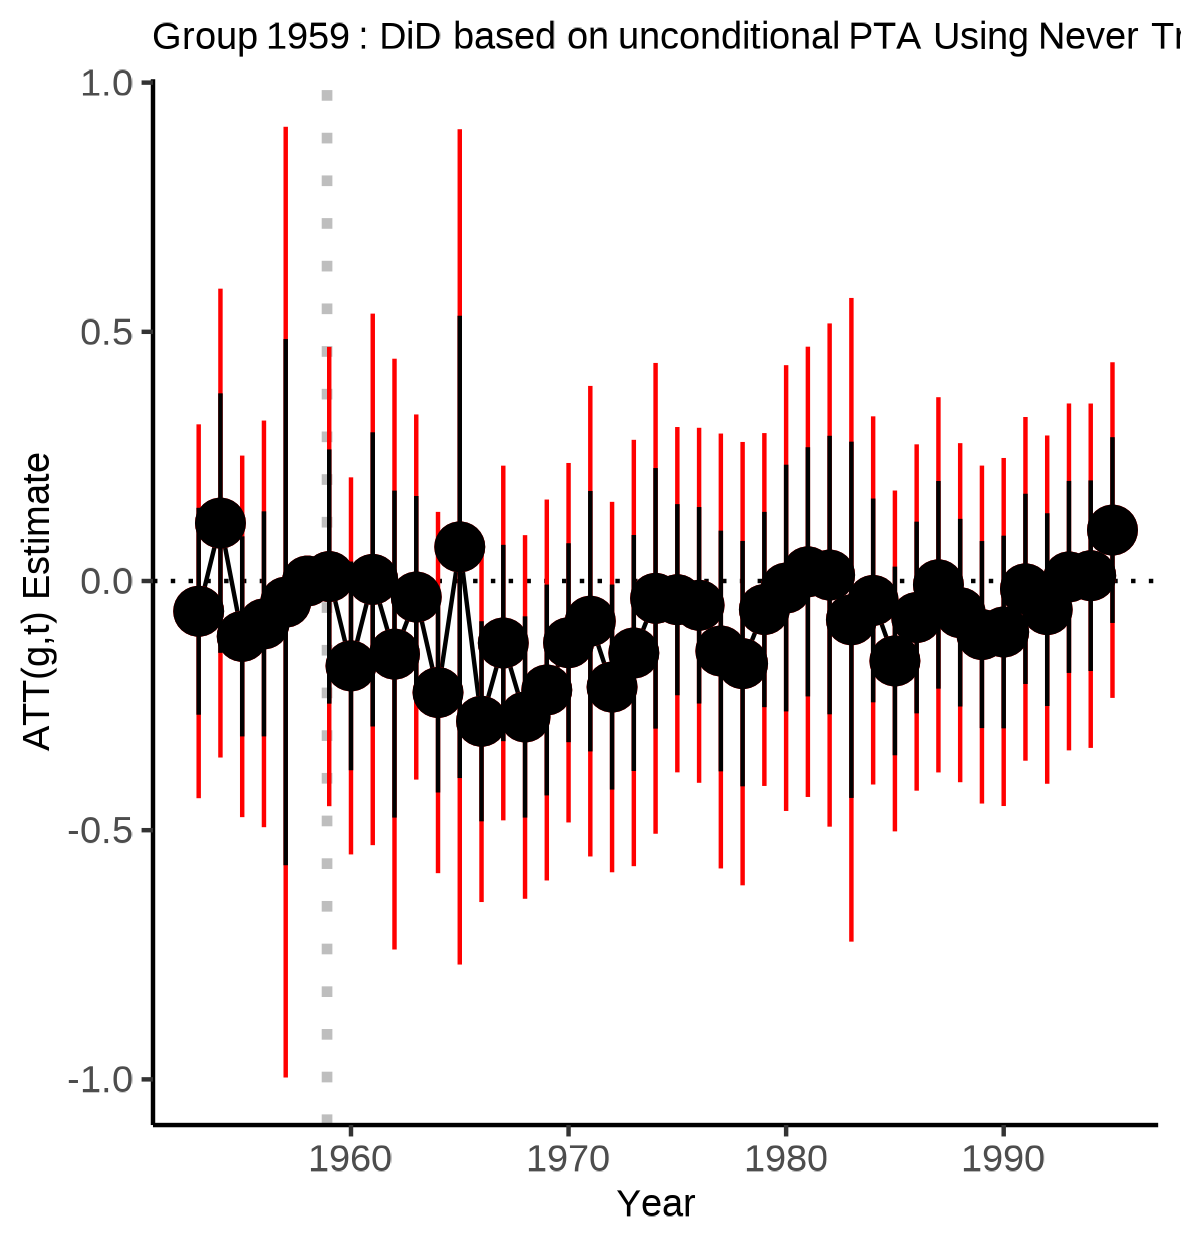 Group 1959 : DiD based on unconditional PTA Using Never
1.0
0.5
0.0
-0.5
-1.0
ATT(g,t) Estimate
1960 1970 1980 1990
Year